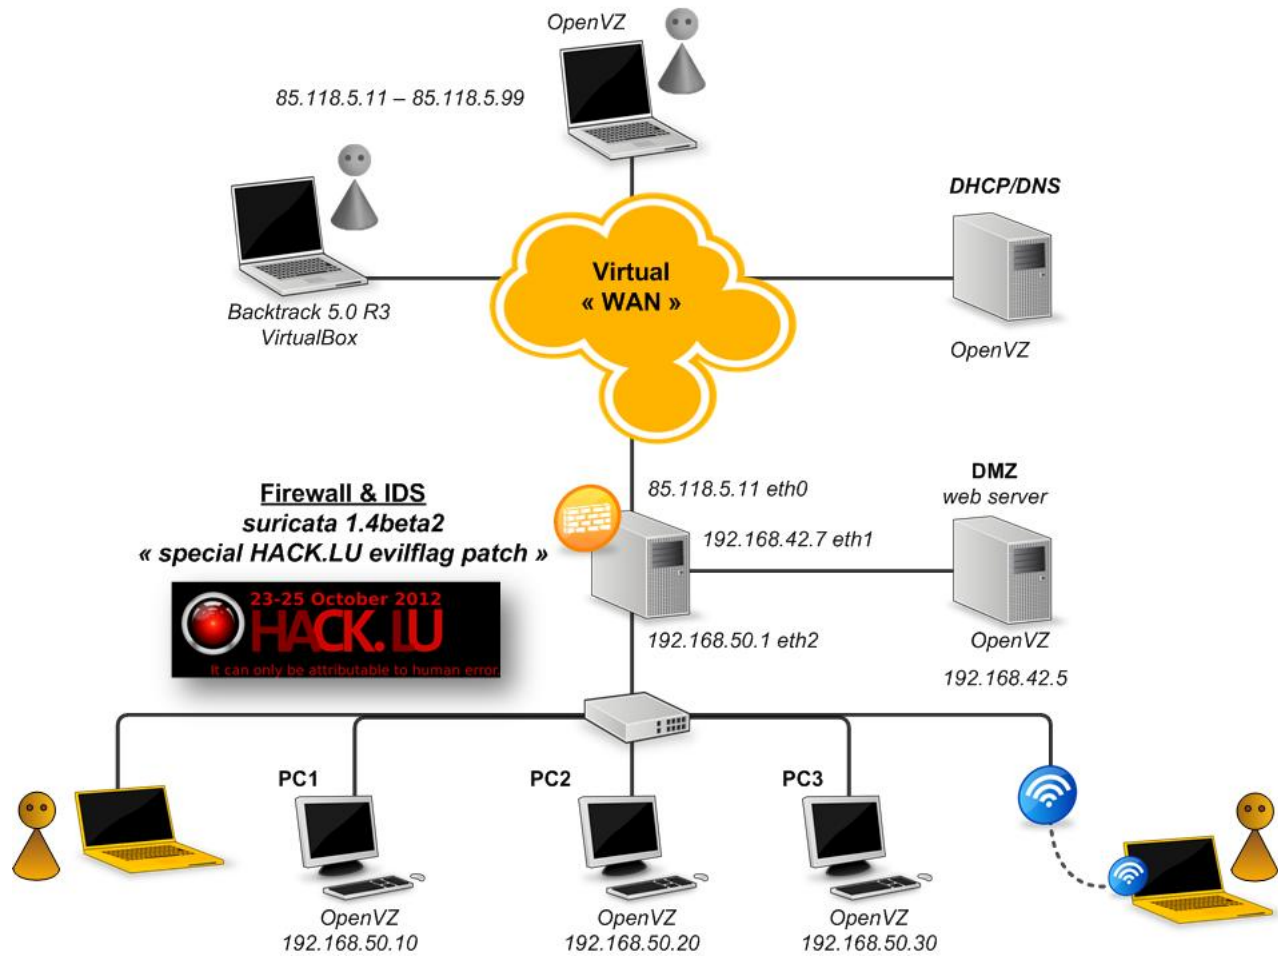 OpenVZ
85.118.5.11 – 85.118.5.99
DHCP/DNS
Virtual
« WAN »
Backtrack 5.0 R3
VirtualBox
OpenVZ
Firewall & IDS
suricata 1.4beta2
« special HACK.LU evilflag patch »
85.118.5.11 eth0
DMZ
web server
192.168.42.7 eth1
23-25 October 2012
HACK.LU
It can only be attributable to human error.
192.168.50.1 eth2
OpenVZ
192.168.42.5
PC1
PC2
PC3
OpenVZ
192.168.50.10
OpenVZ
192.168.50.20
OpenVZ
192.168.50.30